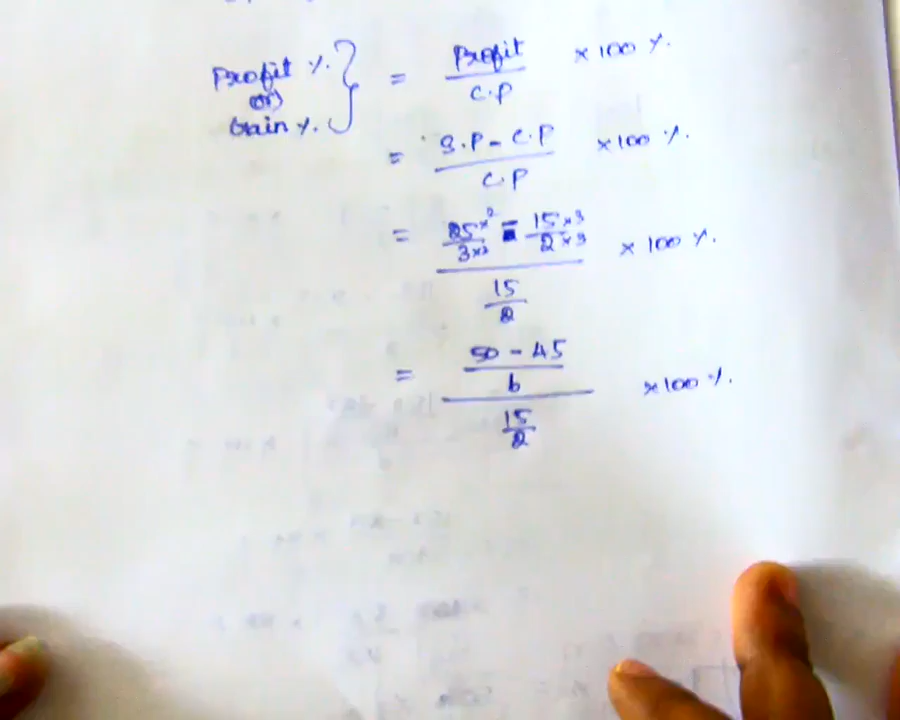 Profit %. } = Profit / C.P × 100 %.
(or)
Gain %.
= S.P - C.P / C.P × 100 %.
= 25×2 / 3×2 - 15×3 / 2×3 / 15 / 2 × 100 %.
= 50 - 45 / 6 / 15 / 2 × 100 %.